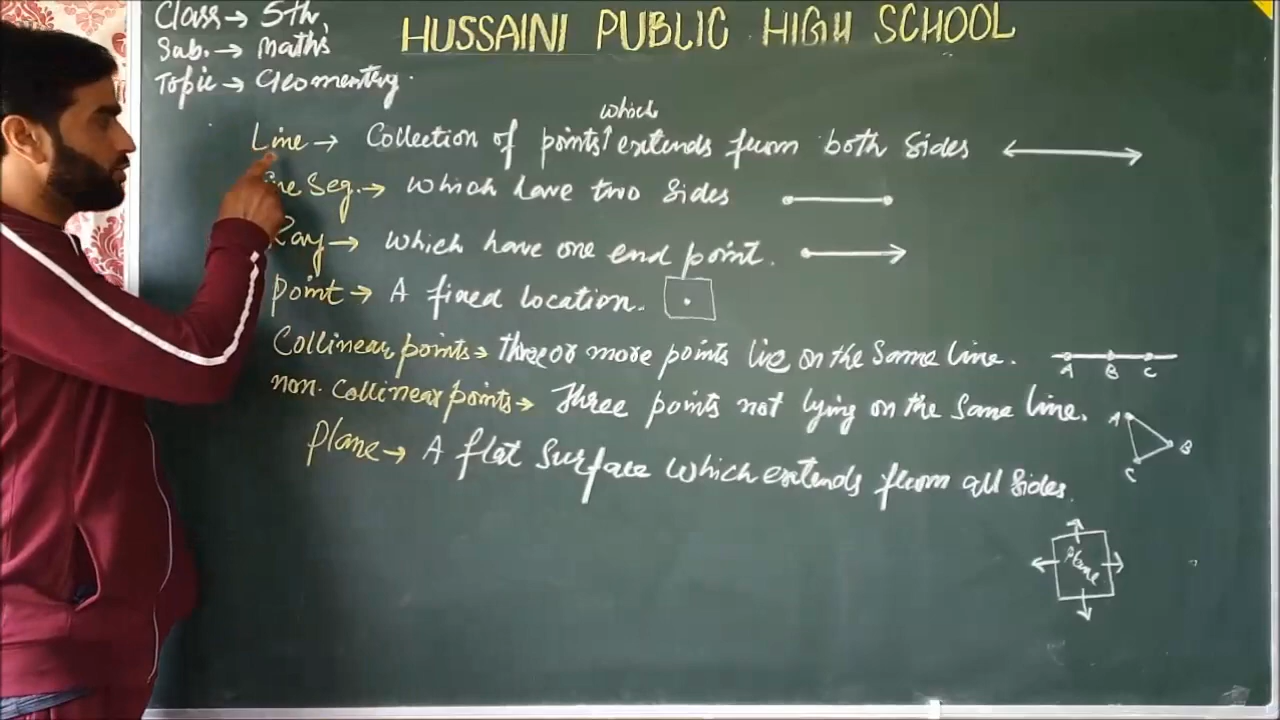 Class → 5th,
Sub. → maths
Topic → Geomentery.
HUSSAINI PUBLIC HIGH SCHOOL
which
Line → Collection of points ↑ extends from both Sides
ine Seg. → which have two Sides
Ray → which have one end point.
Point → A fixed location.
Collinear points → three or more points lie on the Same line.
A B C
non. Collinear points → Three points not lying on the Same line.
A B C
Plane → A flat Surface which extends from all Sides.
Plane